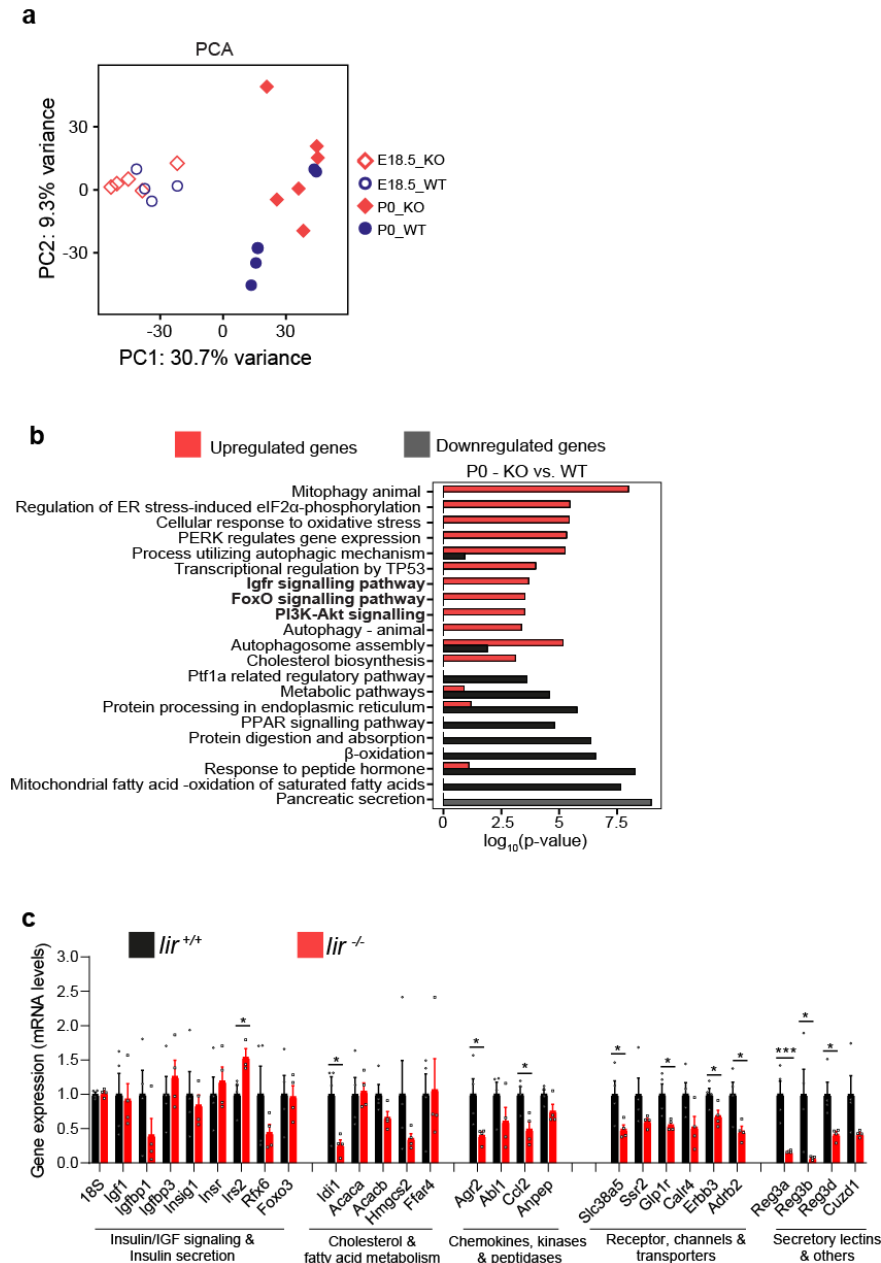 a
PCA
30
0
-30
PC2: 9.3% variance
-30
0
30
PC1: 30.7% variance
E18.5_KO
E18.5_WT
P0_KO
P0_WT
b
Upregulated genes
Downregulated genes
P0 - KO vs. WT
Mitophagy animal
Regulation of ER stress-induced eIF2α-phosphorylation
Cellular response to oxidative stress
PERK regulates gene expression
Process utilizing autophagic mechanism
Transcriptional regulation by TP53
Igfr signalling pathway
FoxO signalling pathway
PI3K-Akt signalling
Autophagy - animal
Autophagosome assembly
Cholesterol biosynthesis
Ptf1a related regulatory pathway
Metabolic pathways
Protein processing in endoplasmic reticulum
PPAR signalling pathway
Protein digestion and absorption
β-oxidation
Response to peptide hormone
Mitochondrial fatty acid -oxidation of saturated fatty acids
Pancreatic secretion
0
2.5
5
7.5
log10(p-value)
c
lir +/+
lir -/-
Gene expression (mRNA levels)
3.0
2.5
2.0
1.5
1.0
0.5
0.0
*
*
*
*
*
*
*
*
***
*
*
18S
Igf1
Igfbp1
Igfbp3
Insig1
Insr
Irs2
Rfx6
Foxo3
Idi1
Acaca
Acacb
Hmgcs2
Ffar4
Agr2
Abl1
Ccl2
Anpep
Slc38a5
Ssr2
Glp1r
Calr4
Erbb3
Adrb2
Reg3a
Reg3b
Reg3d
Cuzd1
Insulin/IGF signaling &
Insulin secretion
Cholesterol &
fatty acid metabolism
Chemokines, kinases
& peptidases
Receptor, channels &
transporters
Secretory lectins
& others